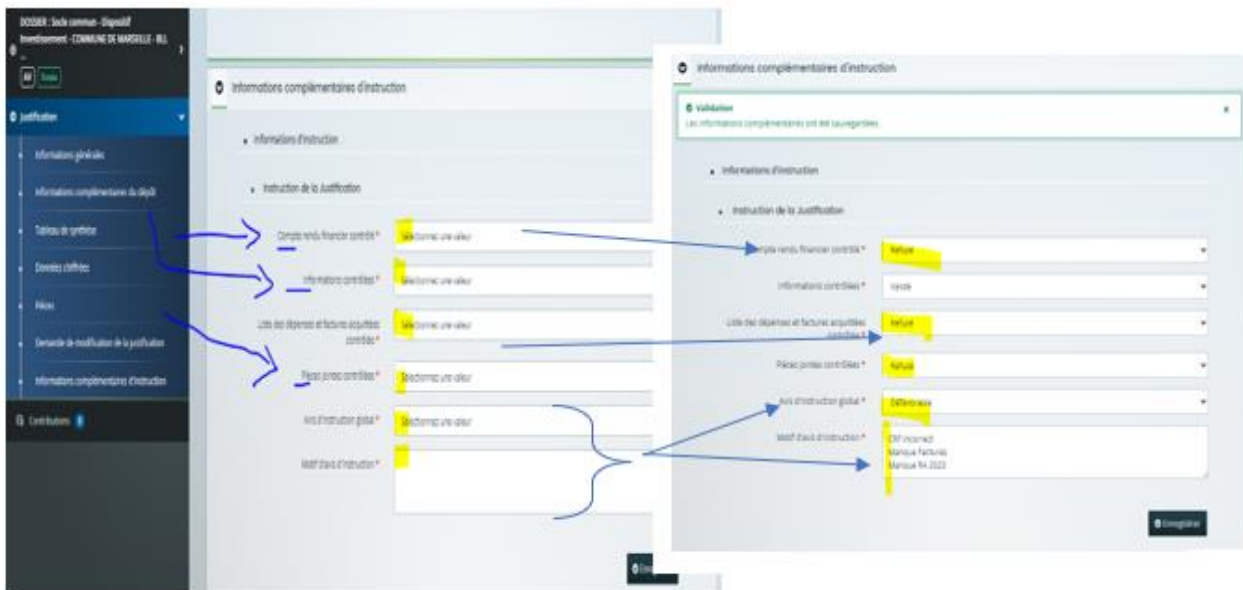 DOSSIER : Socle commun - Dispositif
Investissement - COMMUNE DE MARSEILLE - BLL
...
Justification
Informations générales
Informations complémentaires du dépôt
Tableau de synthèse
Données chiffrées
Pièces
Demande de modification de la justification
Informations complémentaires d'instruction
Contributions
Informations complémentaires d'instruction
Informations d'instruction
Instruction de la Justification
Compte rendu financier contrôlé *
Sélectionnez une valeur
Informations contrôlées *
Sélectionnez une valeur
Liste des dépenses et factures acquittées
contrôlée *
Sélectionnez une valeur
Pièces jointes contrôlées *
Sélectionnez une valeur
Avis d'instruction global *
Sélectionnez une valeur
Motif d'avis d'instruction *
Informations complémentaires d'instruction
Validation
Les informations complémentaires ont été sauvegardées.
Informations d'instruction
Instruction de la Justification
Compte rendu financier contrôlé *
Refusé
Informations contrôlées *
Liste des dépenses et factures acquittées
contrôlée *
Refusé
Pièces jointes contrôlées *
Refusé
Avis d'instruction global *
Motif d'avis d'instruction *
CRF incorrect
Manque Factures
Manque RA 2023
Enregistrer